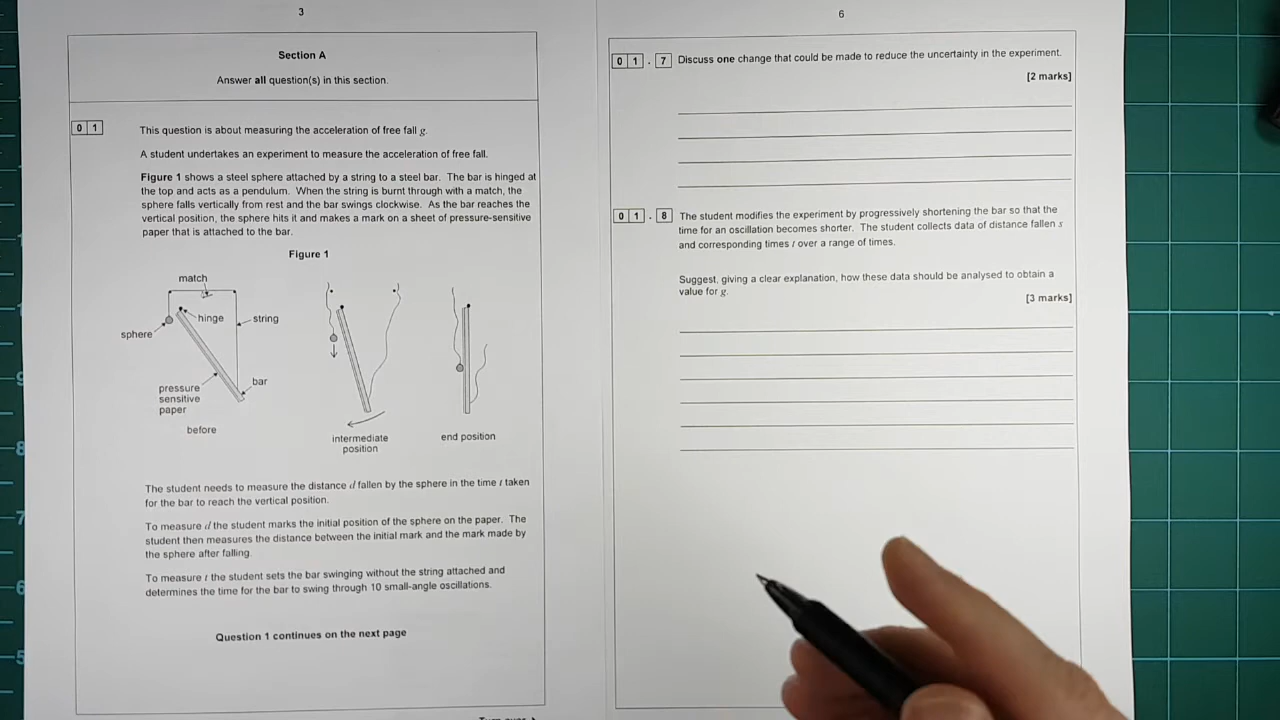 3
Section A
Answer all question(s) in this section.
0 1
This question is about measuring the acceleration of free fall g.
A student undertakes an experiment to measure the acceleration of free fall.
Figure 1 shows a steel sphere attached by a string to a steel bar. The bar is hinged at
the top and acts as a pendulum. When the string is burnt through with a match, the
sphere falls vertically from rest and the bar swings clockwise. As the bar reaches the
vertical position, the sphere hits it and makes a mark on a sheet of pressure-sensitive
paper that is attached to the bar.
Figure 1
match
hinge
string
sphere
bar
pressure
sensitive
paper
before
intermediate
position
end position
The student needs to measure the distance d fallen by the sphere in the time t taken
for the bar to reach the vertical position.
To measure d the student marks the initial position of the sphere on the paper. The
student then measures the distance between the initial mark and the mark made by
the sphere after falling.
To measure t the student sets the bar swinging without the string attached and
determines the time for the bar to swing through 10 small-angle oscillations.
Question 1 continues on the next page
6
0 1 . 7 Discuss one change that could be made to reduce the uncertainty in the experiment.
[2 marks]
0 1 . 8 The student modifies the experiment by progressively shortening the bar so that the
time for an oscillation becomes shorter. The student collects data of distance fallen s
and corresponding times t over a range of times.
Suggest, giving a clear explanation, how these data should be analysed to obtain a
value for g.
[3 marks]
9
8
7
6
5